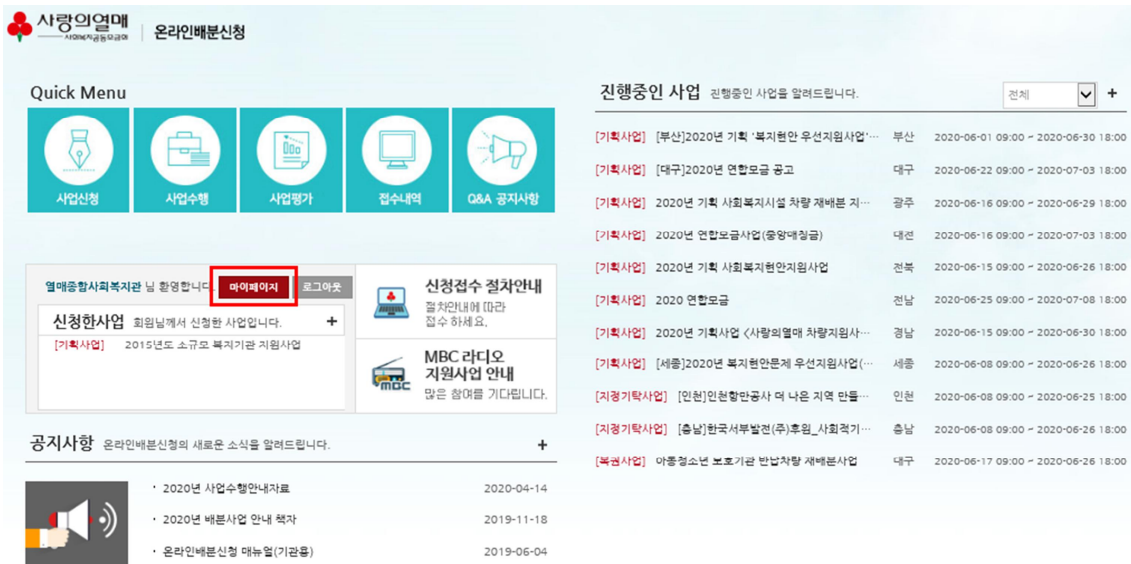 사랑의열매
사회복지공동모금회
온라인배분신청
Quick Menu
사업신청
사업수행
사업평가
접수내역
Q&A 공지사항
열매종합사회복지관 님 환영합니다.
마이페이지
로그아웃
신청한사업 회원님께서 신청한 사업입니다. +
[기획사업] 2015년도 소규모 복지기관 지원사업
신청접수 절차안내
절차안내에 따라
접수 하세요.
MBC 라디오
지원사업 안내
많은 참여를 기다립니다.
MBC
공지사항 온라인배분신청의 새로운 소식을 알려드립니다. +
· 2020년 사업수행안내자료 2020-04-14
· 2020년 배분사업 안내 책자 2019-11-18
· 온라인배분신청 매뉴얼(기관용) 2019-06-04
진행중인 사업 진행중인 사업을 알려드립니다. 전체 +
[기획사업] [부산]2020년 기획 '복지현안 우선지원사업'… 부산 2020-06-01 09:00 ~ 2020-06-30 18:00
[기획사업] [대구]2020년 연합모금 공고 대구 2020-06-22 09:00 ~ 2020-07-03 18:00
[기획사업] 2020년 기획 사회복지시설 차량 재배분 지… 광주 2020-06-16 09:00 ~ 2020-06-29 18:00
[기획사업] 2020년 연합모금사업(중앙매칭금) 대전 2020-06-16 09:00 ~ 2020-07-03 18:00
[기획사업] 2020년 기획 사회복지현안지원사업 전북 2020-06-15 09:00 ~ 2020-06-26 18:00
[기획사업] 2020 연합모금 전남 2020-06-25 09:00 ~ 2020-07-08 18:00
[기획사업] 2020년 기획사업 <사랑의열매 차량지원사… 경남 2020-06-15 09:00 ~ 2020-06-30 18:00
[기획사업] [세종]2020년 복지현안문제 우선지원사업(… 세종 2020-06-08 09:00 ~ 2020-06-26 18:00
[지정기탁사업] [인천]인천항만공사 더 나은 지역 만들… 인천 2020-06-08 09:00 ~ 2020-06-25 18:00
[지정기탁사업] [충남]한국서부발전(주)후원_사회적기… 충남 2020-06-08 09:00 ~ 2020-06-26 18:00
[복권사업] 아동청소년 보호기관 반납차량 재배분사업 대구 2020-06-17 09:00 ~ 2020-06-26 18:00